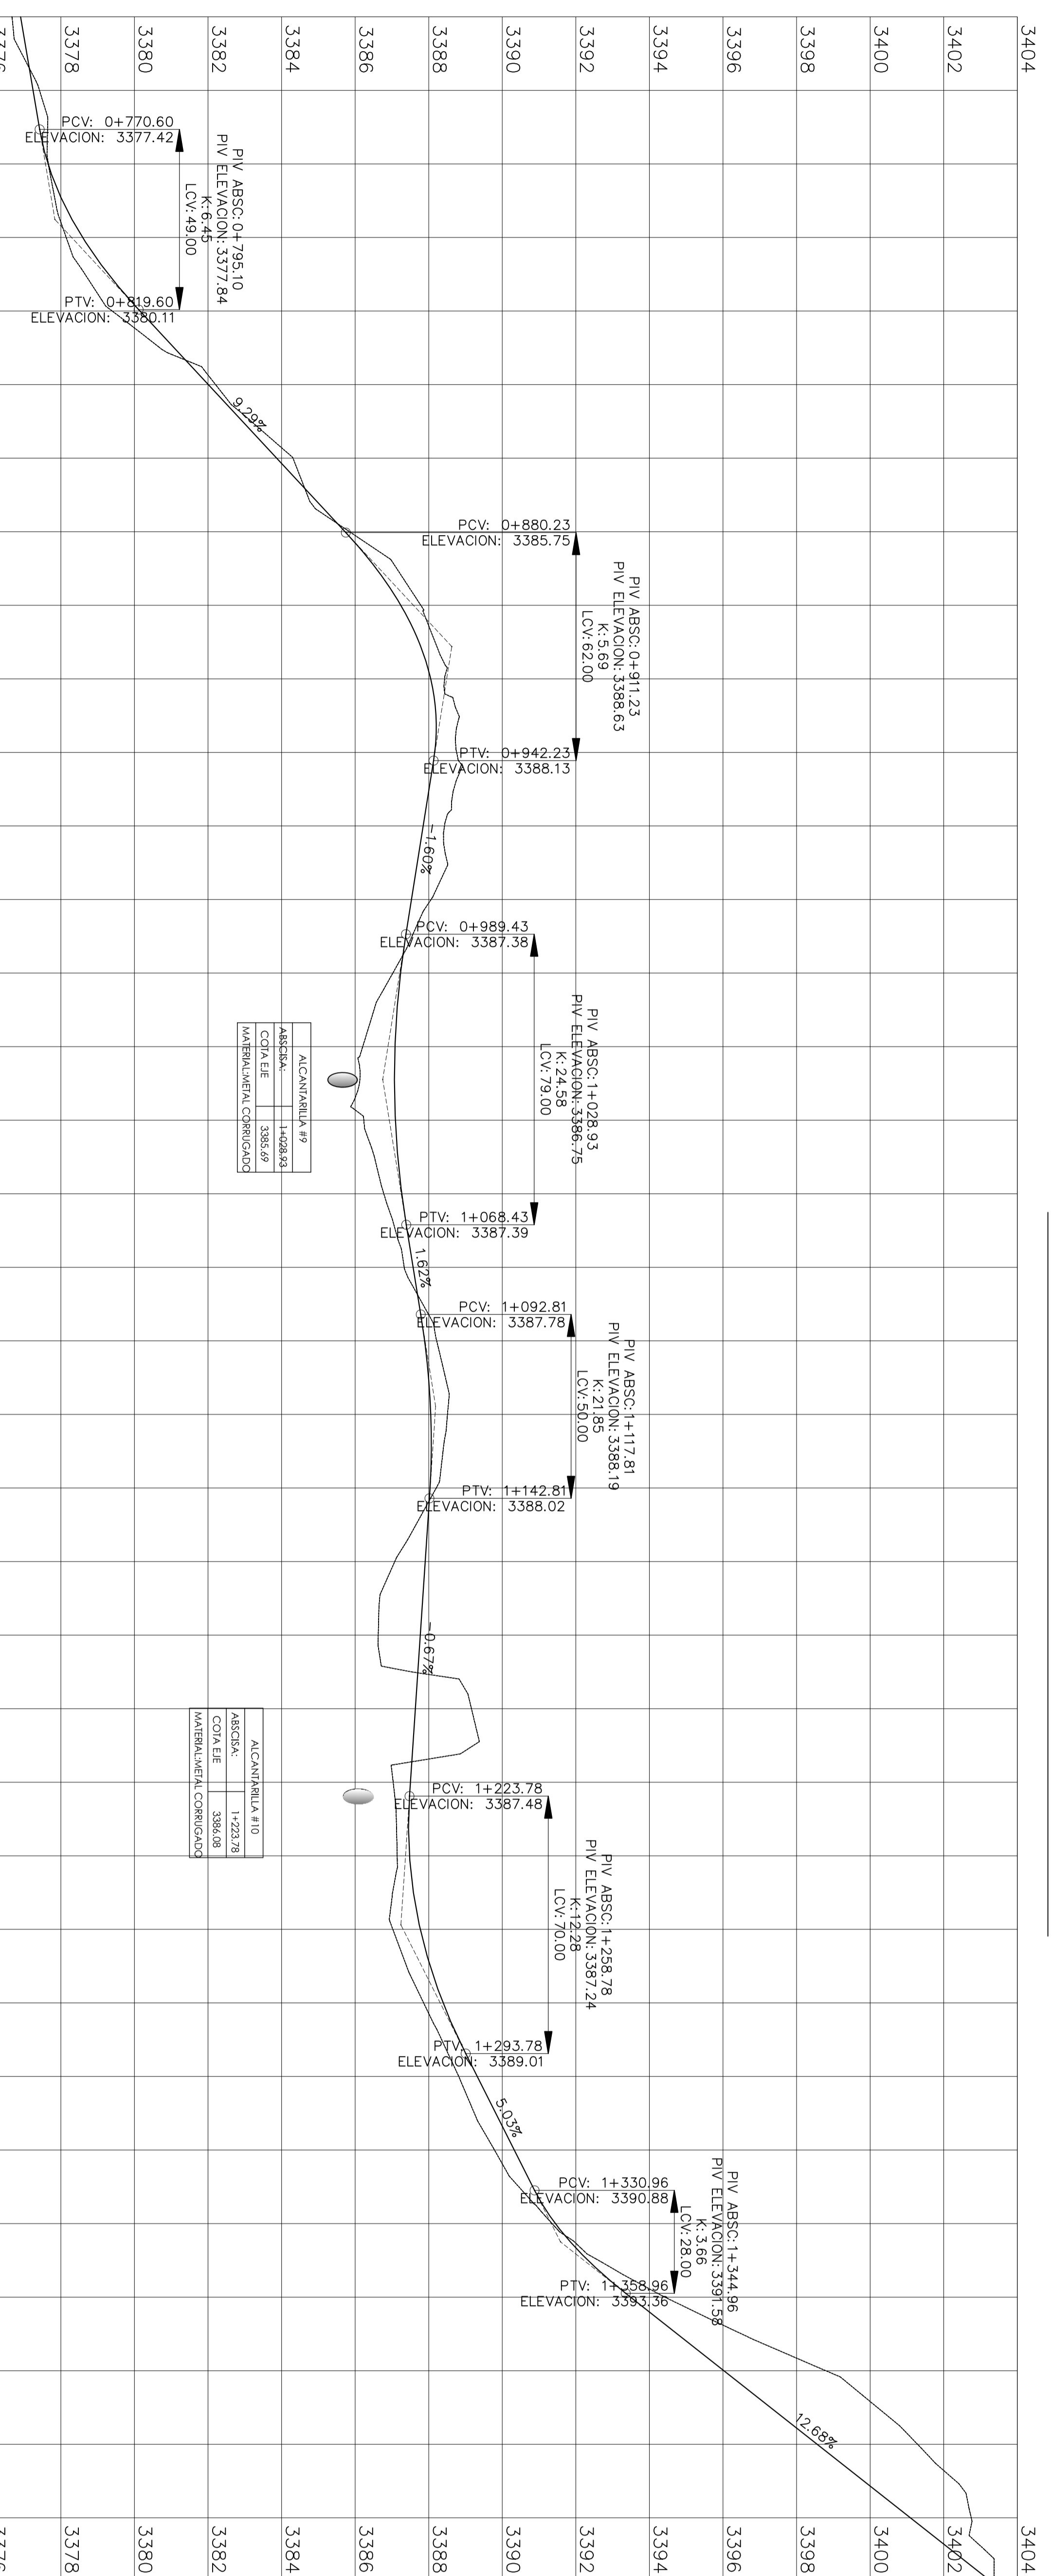 3404
3402
3400
3398
3396
3394
3392
3390
3388
3386
3384
3382
3380
3378
3776
PIV ABSC: 0+795.10
PIV ELEVACION: 3377.84
K: 6.45
LCV: 49.00
PCV: 0+770.60
ELEVACION: 3377.42
PTV: 0+819.60
ELEVACION: 3380.11
9.29%
PIV ABSC: 0+911.23
PIV ELEVACION: 3388.63
K: 5.69
LCV: 62.00
PCV: 0+880.23
ELEVACION: 3385.75
PTV: 0+942.23
ELEVACION: 3388.13
-1.60%
PIV ABSC: 1+028.93
PIV ELEVACION: 3386.75
K: 24.58
LCV: 79.00
PCV: 0+989.43
ELEVACION: 3387.38
PTV: 1+068.43
ELEVACION: 3387.39
ALCANTARILLA #9
ABSCISA: 1+028.93
COTA EJE 3385.69
MATERIAL:METAL CORRUGADO
1.62%
PIV ABSC: 1+117.81
PIV ELEVACION: 3388.19
K: 21.85
LCV: 50.00
PCV: 1+092.81
ELEVACION: 3387.78
PTV: 1+142.81
ELEVACION: 3388.02
-0.67%
ALCANTARILLA #10
ABSCISA: 1+223.78
COTA EJE 3386.08
MATERIAL:METAL CORRUGADO
PIV ABSC: 1+258.78
PIV ELEVACION: 3387.24
K: 12.28
LCV: 70.00
PCV: 1+223.78
ELEVACION: 3387.48
PTV: 1+293.78
ELEVACION: 3389.01
5.03%
PIV ABSC: 1+344.96
PIV ELEVACION: 3391.58
K: 3.66
LCV: 28.00
PCV: 1+330.96
ELEVACION: 3390.88
PTV: 1+358.96
ELEVACION: 3393.36
12.68%
3404
3402
3400
3398
3396
3394
3392
3390
3388
3386
3384
3382
3380
3378